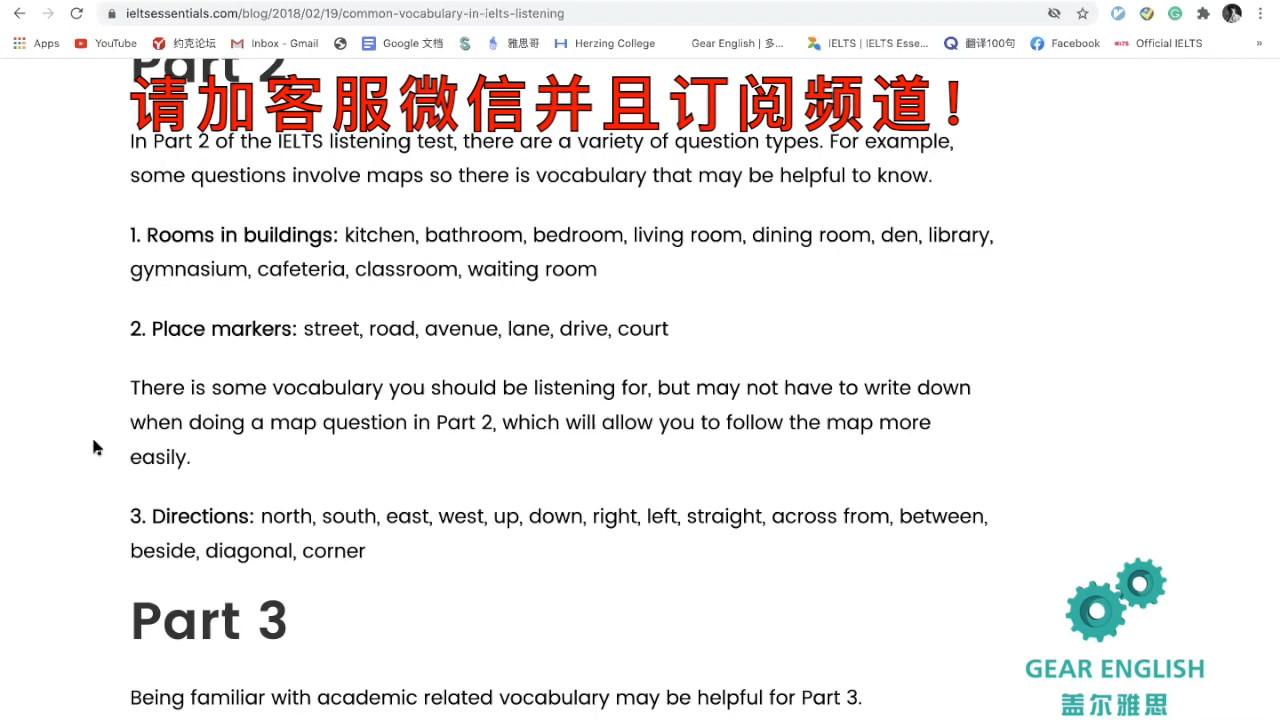 ieltsessentials.com/blog/2018/02/19/common-vocabulary-in-ielts-listening
Apps YouTube 约克论坛 Inbox - Gmail Google 文档 雅思哥 Herzing College Gear English | 多... IELTS | IELTS Esse... 翻译100句 Facebook IELTS Official IELTS »
Part 2
请加客服微信并且订阅频道！
In Part 2 of the IELTS listening test, there are a variety of question types. For example,
some questions involve maps so there is vocabulary that may be helpful to know.
1. Rooms in buildings: kitchen, bathroom, bedroom, living room, dining room, den, library,
gymnasium, cafeteria, classroom, waiting room
2. Place markers: street, road, avenue, lane, drive, court
There is some vocabulary you should be listening for, but may not have to write down
when doing a map question in Part 2, which will allow you to follow the map more
easily.
3. Directions: north, south, east, west, up, down, right, left, straight, across from, between,
beside, diagonal, corner
Part 3
GEAR ENGLISH
盖尔雅思
Being familiar with academic related vocabulary may be helpful for Part 3.